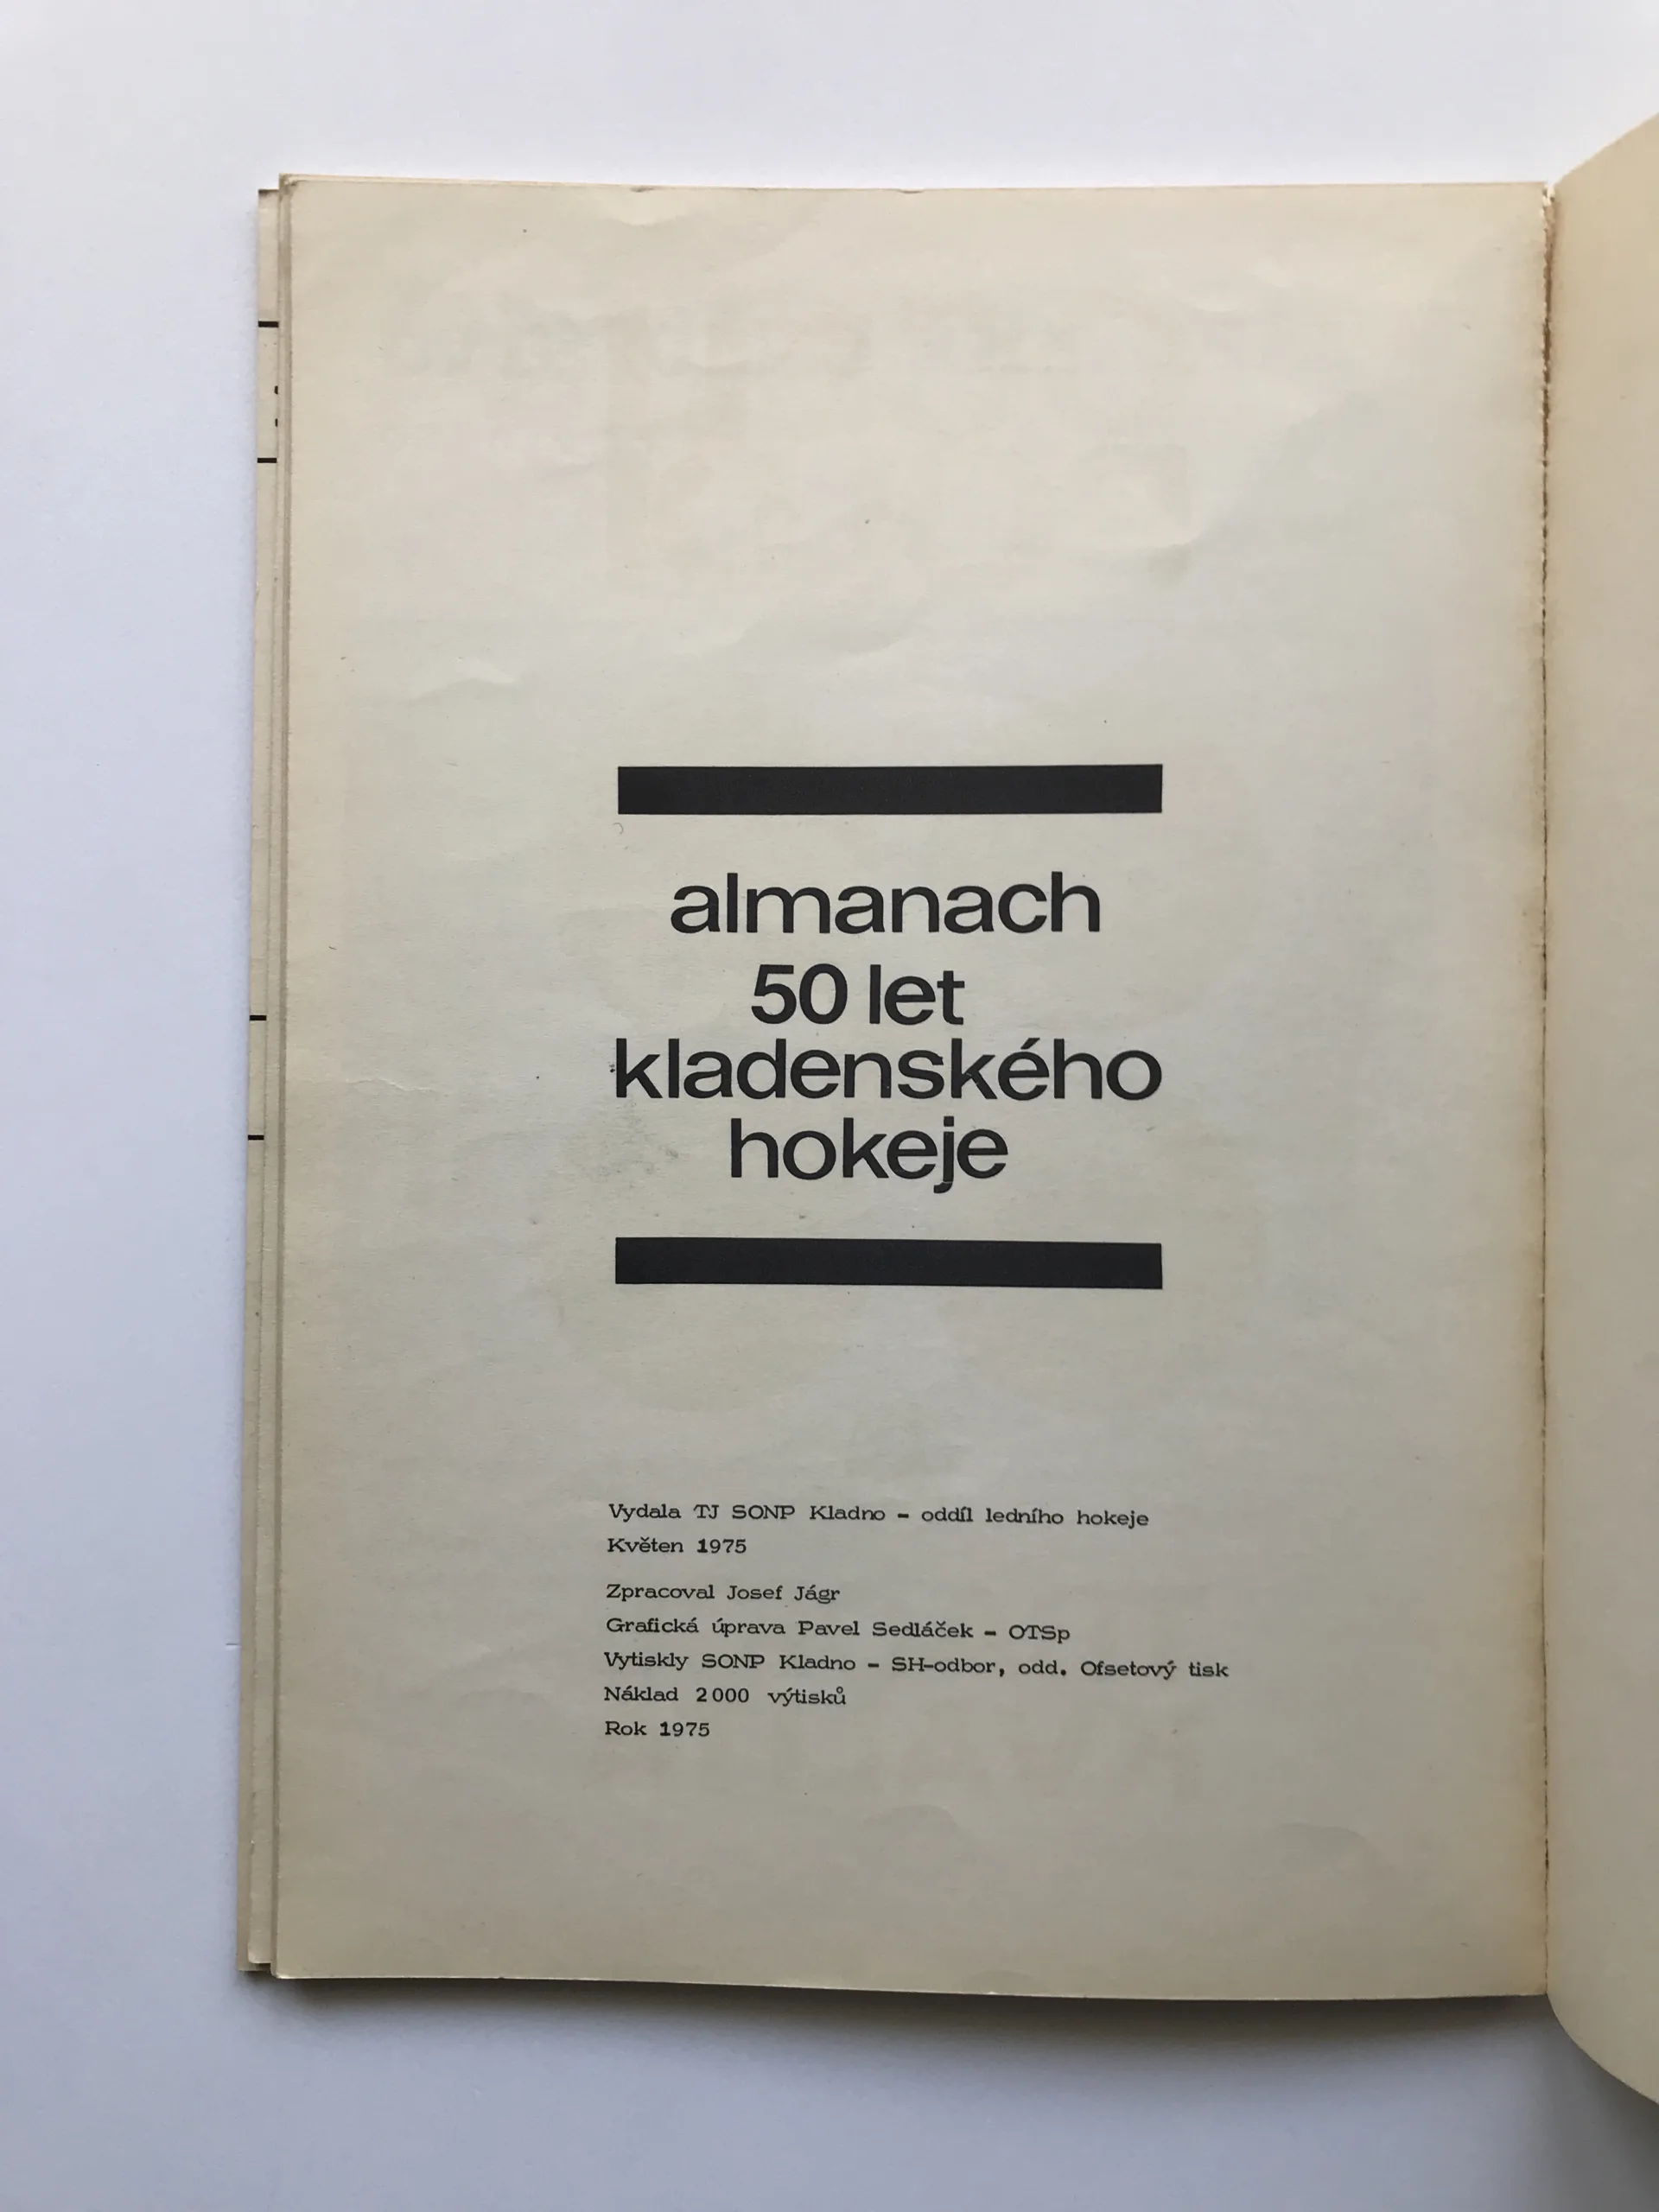 almanach
50 let
kladenského
hokeje
Vydala TJ SONP Kladno – oddíl ledního hokeje
Květen 1975
Zpracoval Josef Jágr
Grafická úprava Pavel Sedláček – OTSp
Vytiskly SONP Kladno – SH-odbor, odd. Ofsetový tisk
Náklad 2000 výtisků
Rok 1975